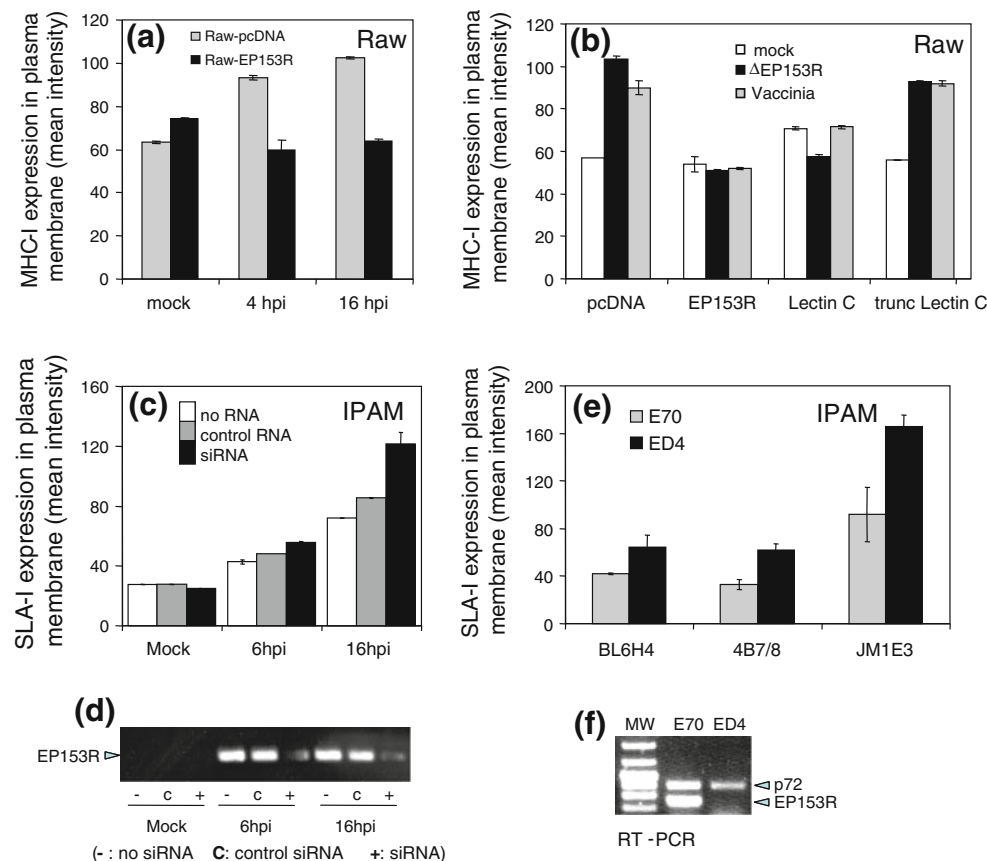 (a) Raw
Raw-pcDNA
Raw-EP153R
MHC-I expression in plasma
membrane (mean intensity)
120
100
80
60
40
20
0
mock 4 hpi 16 hpi
(b) Raw
mock
ΔEP153R
Vaccinia
MHC-I expression in plasma
membrane (mean intensity)
120
100
80
60
40
20
0
pcDNA EP153R Lectin C trunc Lectin C
(c) IPAM
no RNA
control RNA
siRNA
SLA-I expression in plasma
membrane (mean intensity)
160
120
80
40
0
Mock 6hpi 16hpi
(e) IPAM
E70
ED4
SLA-I expression in plasma
membrane (mean intensity)
200
160
120
80
40
0
BL6H4 4B7/8 JM1E3
(d)
EP153R
- c + - c + - c +
Mock 6hpi 16hpi
(- : no siRNA C: control siRNA +: siRNA)
(f)
MW E70 ED4
p72
EP153R
RT -PCR